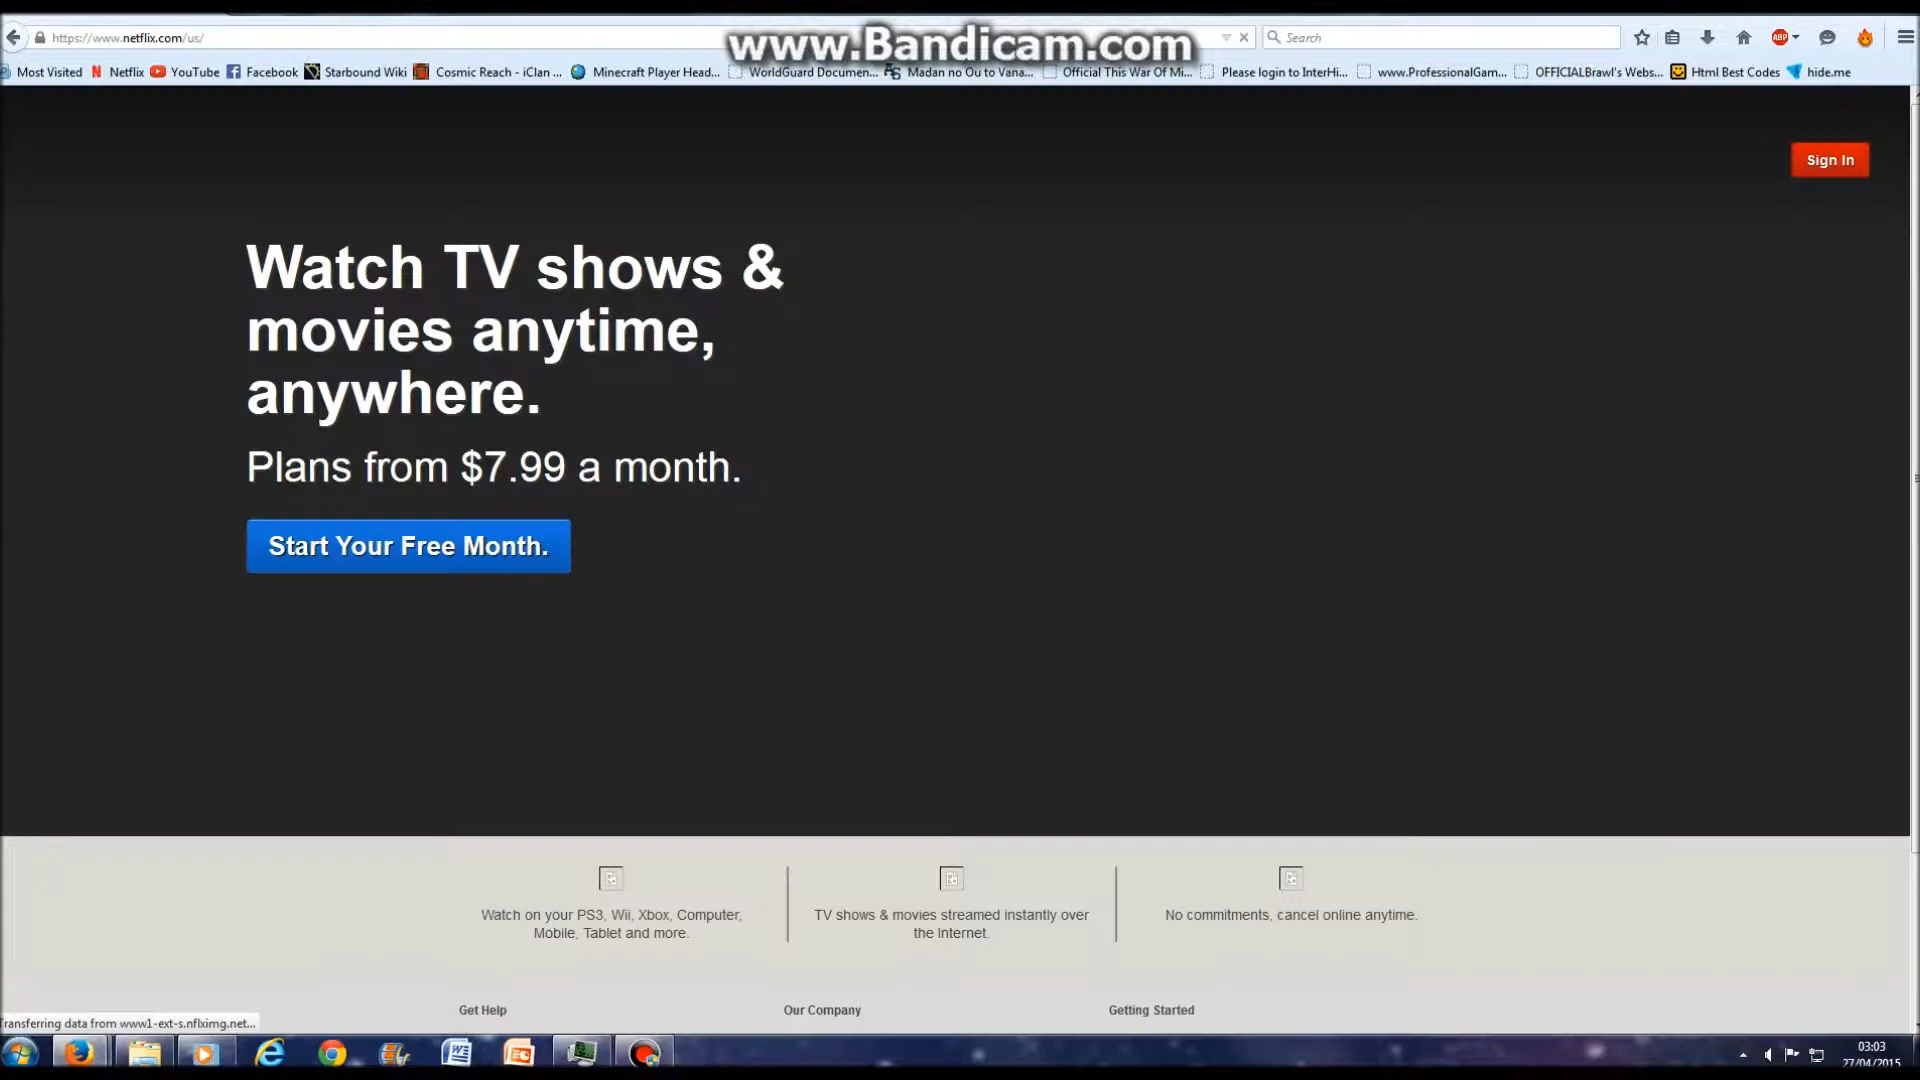 https://www.netflix.com/us/
www.Bandicam.com
Search
ABP
Most Visited
Netflix
YouTube
Facebook
Starbound Wiki
Cosmic Reach - iClan ...
Minecraft Player Head...
WorldGuard Documen...
Madan no Ou to Vana...
Official This War Of Mi...
Please login to InterHi...
www.ProfessionalGam...
OFFICIALBrawl's Webs...
Html Best Codes
hide.me
Sign In
Watch TV shows &
movies anytime,
anywhere.
Plans from $7.99 a month.
Start Your Free Month.
Watch on your PS3, Wii, Xbox, Computer,
Mobile, Tablet and more.
TV shows & movies streamed instantly over
the Internet.
No commitments, cancel online anytime.
Get Help
Our Company
Getting Started
Transferring data from www1-ext-s.nflximg.net...
03:03
27/04/2015